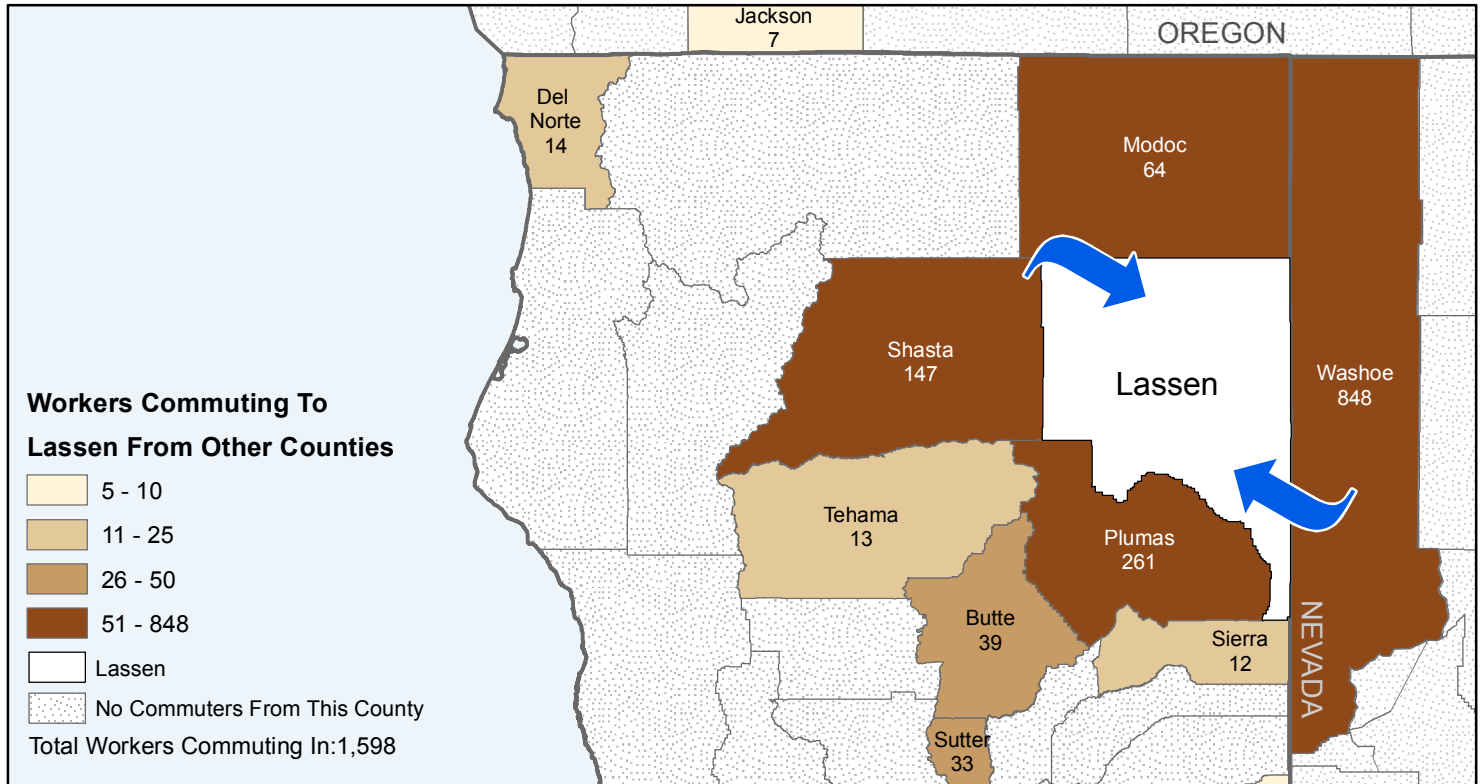 Jackson
7
OREGON
Del
Norte
14
Modoc
64
Shasta
147
Lassen
Washoe
848
Workers Commuting To
Lassen From Other Counties
5 - 10
11 - 25
26 - 50
51 - 848
Lassen
No Commuters From This County
Total Workers Commuting In:1,598
Tehama
13
Plumas
261
Butte
39
Sierra
12
NEVADA
Sutter
33